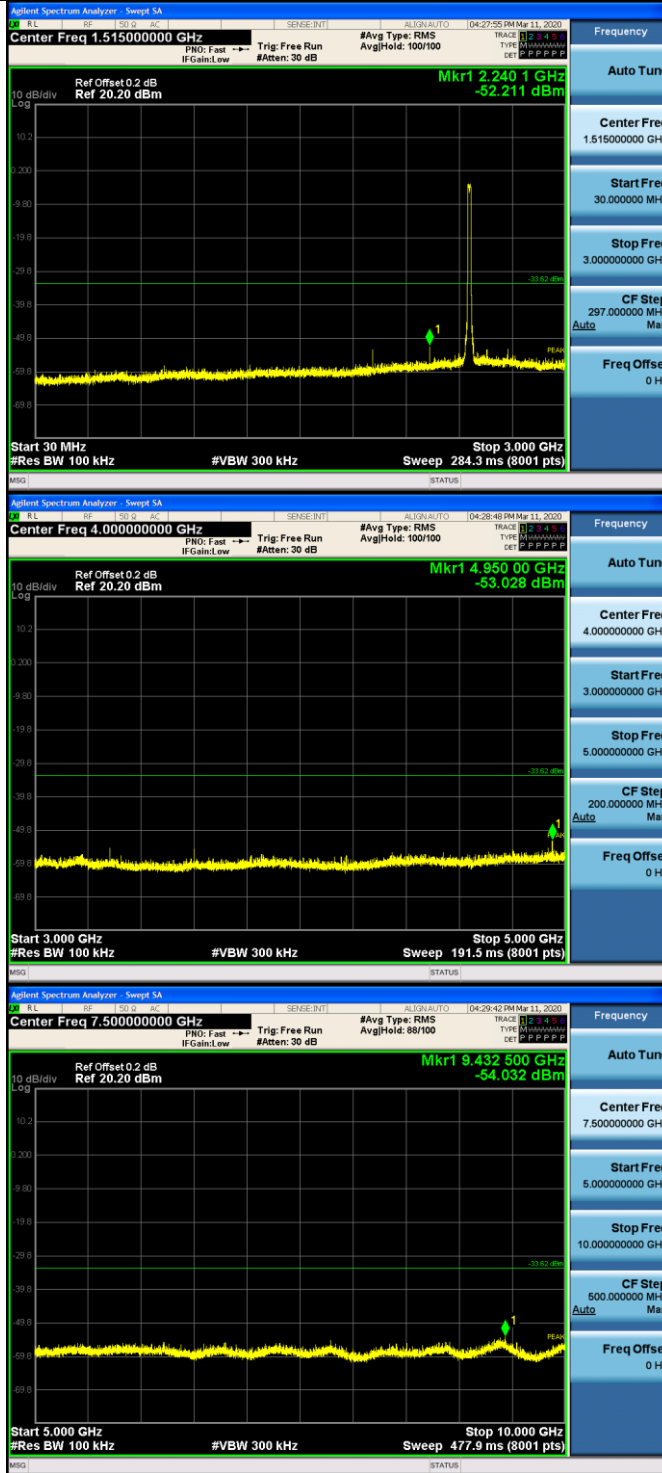 Agilent Spectrum Analyzer - Swept SA
RL RF 50 Ω AC SENSE:INT ALIGNAUTO 04:27:55 PM Mar 11, 2020
Center Freq 1.515000000 GHz #Avg Type: RMS TRACE 1 2 3 4 5 6
PNO: Fast Trig: Free Run Avg|Hold: 100/100 TYPE M
IFGain:Low #Atten: 30 dB DET P P P P P P
Mkr1 2.240 1 GHz
Ref Offset 0.2 dB
10 dB/div Ref 20.20 dBm -52.211 dBm
Log
10.2
0.200
-9.80
-19.8
-29.8
-33.62 dBm
-39.8
1
-49.8
PEAK
-59.8
-69.8
Start 30 MHz Stop 3.000 GHz
#Res BW 100 kHz #VBW 300 kHz Sweep 284.3 ms (8001 pts)
MSG STATUS
Frequency
Auto Tun
Center Fre
1.515000000 GH
Start Fre
30.000000 MH
Stop Fre
3.000000000 GH
CF Ste
297.000000 MH
Auto Ma
Freq Offse
0 H
Agilent Spectrum Analyzer - Swept SA
RL RF 50 Ω AC SENSE:INT ALIGNAUTO 04:28:48 PM Mar 11, 2020
Center Freq 4.000000000 GHz #Avg Type: RMS TRACE 1 2 3 4 5 6
PNO: Fast Trig: Free Run Avg|Hold: 100/100 TYPE M
IFGain:Low #Atten: 30 dB DET P P P P P P
Mkr1 4.950 00 GHz
Ref Offset 0.2 dB
10 dB/div Ref 20.20 dBm -53.028 dBm
Log
10.2
0.200
-9.80
-19.8
-29.8
-33.62 dBm
-39.8
1
-49.8
-59.8
-69.8
Start 3.000 GHz Stop 5.000 GHz
#Res BW 100 kHz #VBW 300 kHz Sweep 191.5 ms (8001 pts)
MSG STATUS
Frequency
Auto Tun
Center Fre
4.000000000 GH
Start Fre
3.000000000 GH
Stop Fre
5.000000000 GH
CF Ste
200.000000 MH
Auto Ma
Freq Offse
0 H
Agilent Spectrum Analyzer - Swept SA
RL RF 50 Ω AC SENSE:INT ALIGNAUTO 04:29:42 PM Mar 11, 2020
Center Freq 7.500000000 GHz #Avg Type: RMS TRACE 1 2 3 4 5 6
PNO: Fast Trig: Free Run Avg|Hold: 88/100 TYPE M
IFGain:Low #Atten: 30 dB DET P P P P P P
Mkr1 9.432 500 GHz
Ref Offset 0.2 dB
10 dB/div Ref 20.20 dBm -54.032 dBm
Log
10.2
0.200
-9.80
-19.8
-29.8
-33.62 dBm
-39.8
1
-49.8
PEAK
-59.8
-69.8
Start 5.000 GHz Stop 10.000 GHz
#Res BW 100 kHz #VBW 300 kHz Sweep 477.9 ms (8001 pts)
MSG STATUS
Frequency
Auto Tun
Center Fre
7.500000000 GH
Start Fre
5.000000000 GH
Stop Fre
10.000000000 GH
CF Ste
500.000000 MH
Auto Ma
Freq Offse
0 H